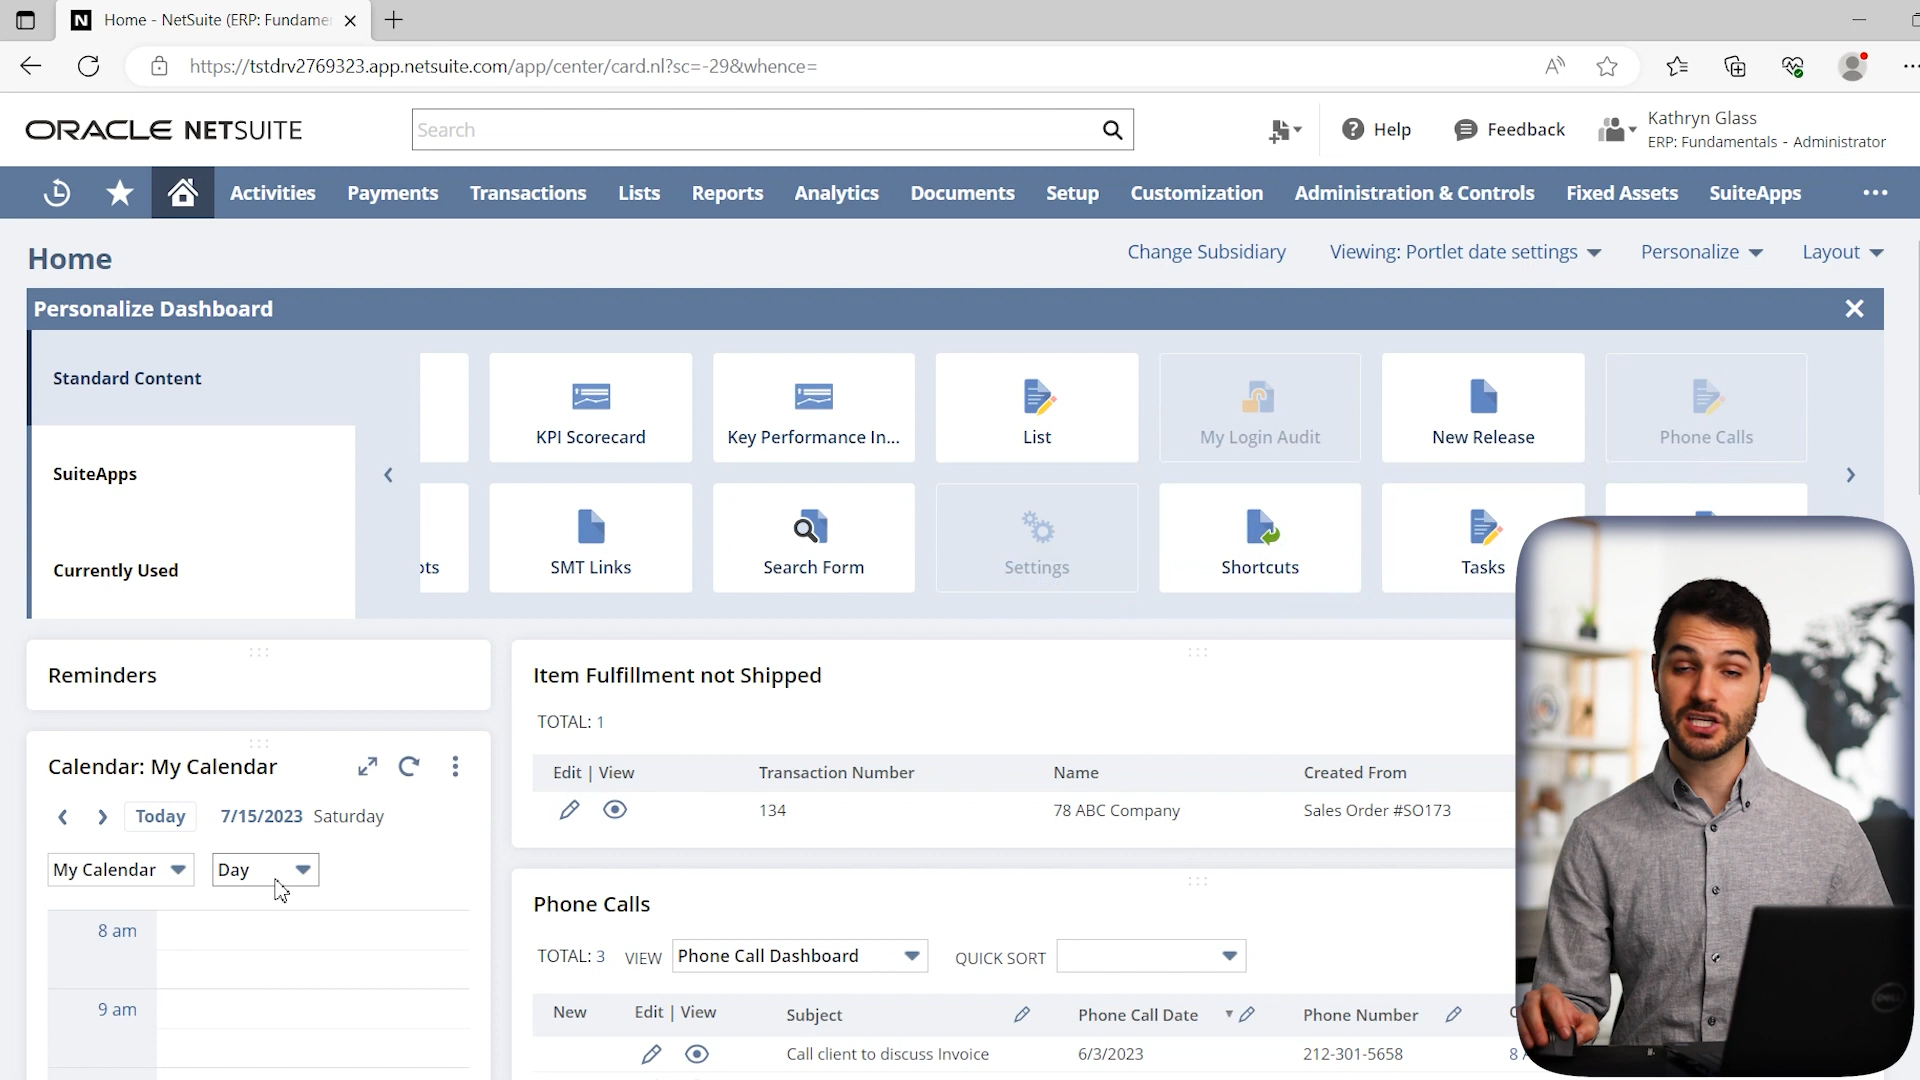 Home - NetSuite (ERP: Fundame
https://tstdrv2769323.app.netsuite.com/app/center/card.nl?sc=-29&whence=
ORACLE NETSUITE
Search
Help
Feedback
Kathryn Glass
ERP: Fundamentals - Administrator
Activities Payments Transactions Lists Reports Analytics Documents Setup Customization Administration & Controls Fixed Assets SuiteApps
Home
Change Subsidiary
Viewing: Portlet date settings
Personalize
Layout
Personalize Dashboard
Standard Content
SuiteApps
Currently Used
KPI Scorecard
Key Performance In...
List
My Login Audit
New Release
Phone Calls
ots
SMT Links
Search Form
Settings
Shortcuts
Tasks
Reminders
Calendar: My Calendar
Today 7/15/2023 Saturday
My Calendar Day
8 am
9 am
Item Fulfillment not Shipped
TOTAL: 1
Edit | View Transaction Number Name Created From
134 78 ABC Company Sales Order #SO173
Phone Calls
TOTAL: 3 VIEW Phone Call Dashboard QUICK SORT
New Edit | View Subject Phone Call Date Phone Number
Call client to discuss Invoice 6/3/2023 212-301-5658 8
DELL